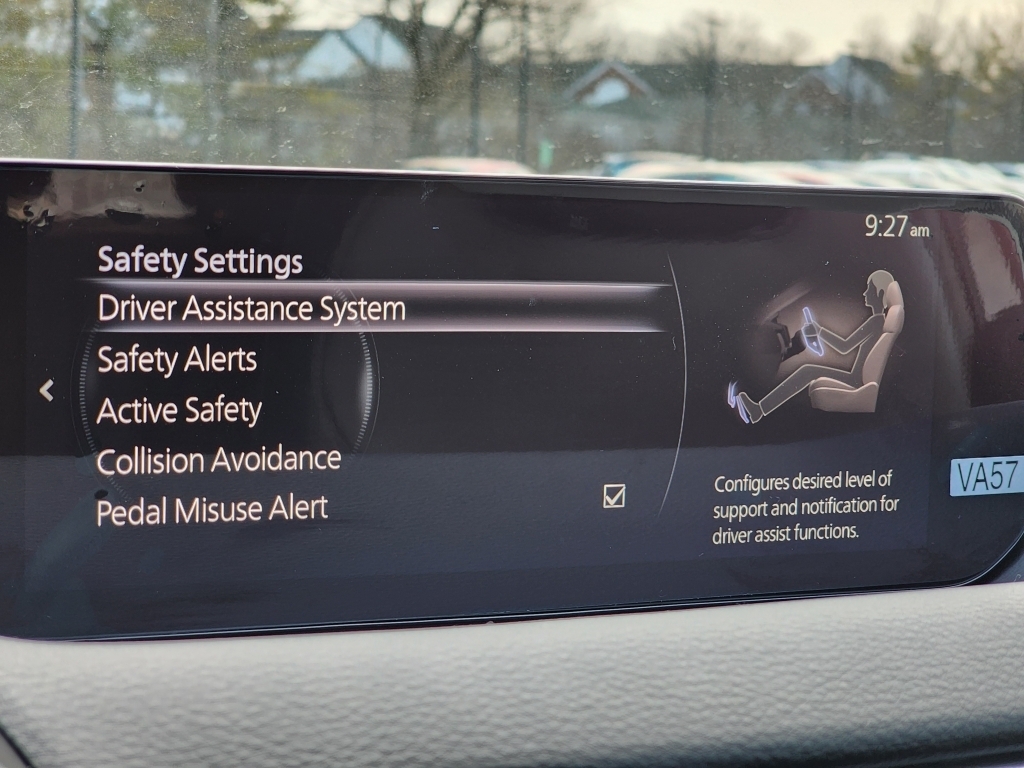 9:27 am
Safety Settings
Driver Assistance System
Safety Alerts
Active Safety
Collision Avoidance
Pedal Misuse Alert
Configures desired level of
support and notification for
driver assist functions.
VA57